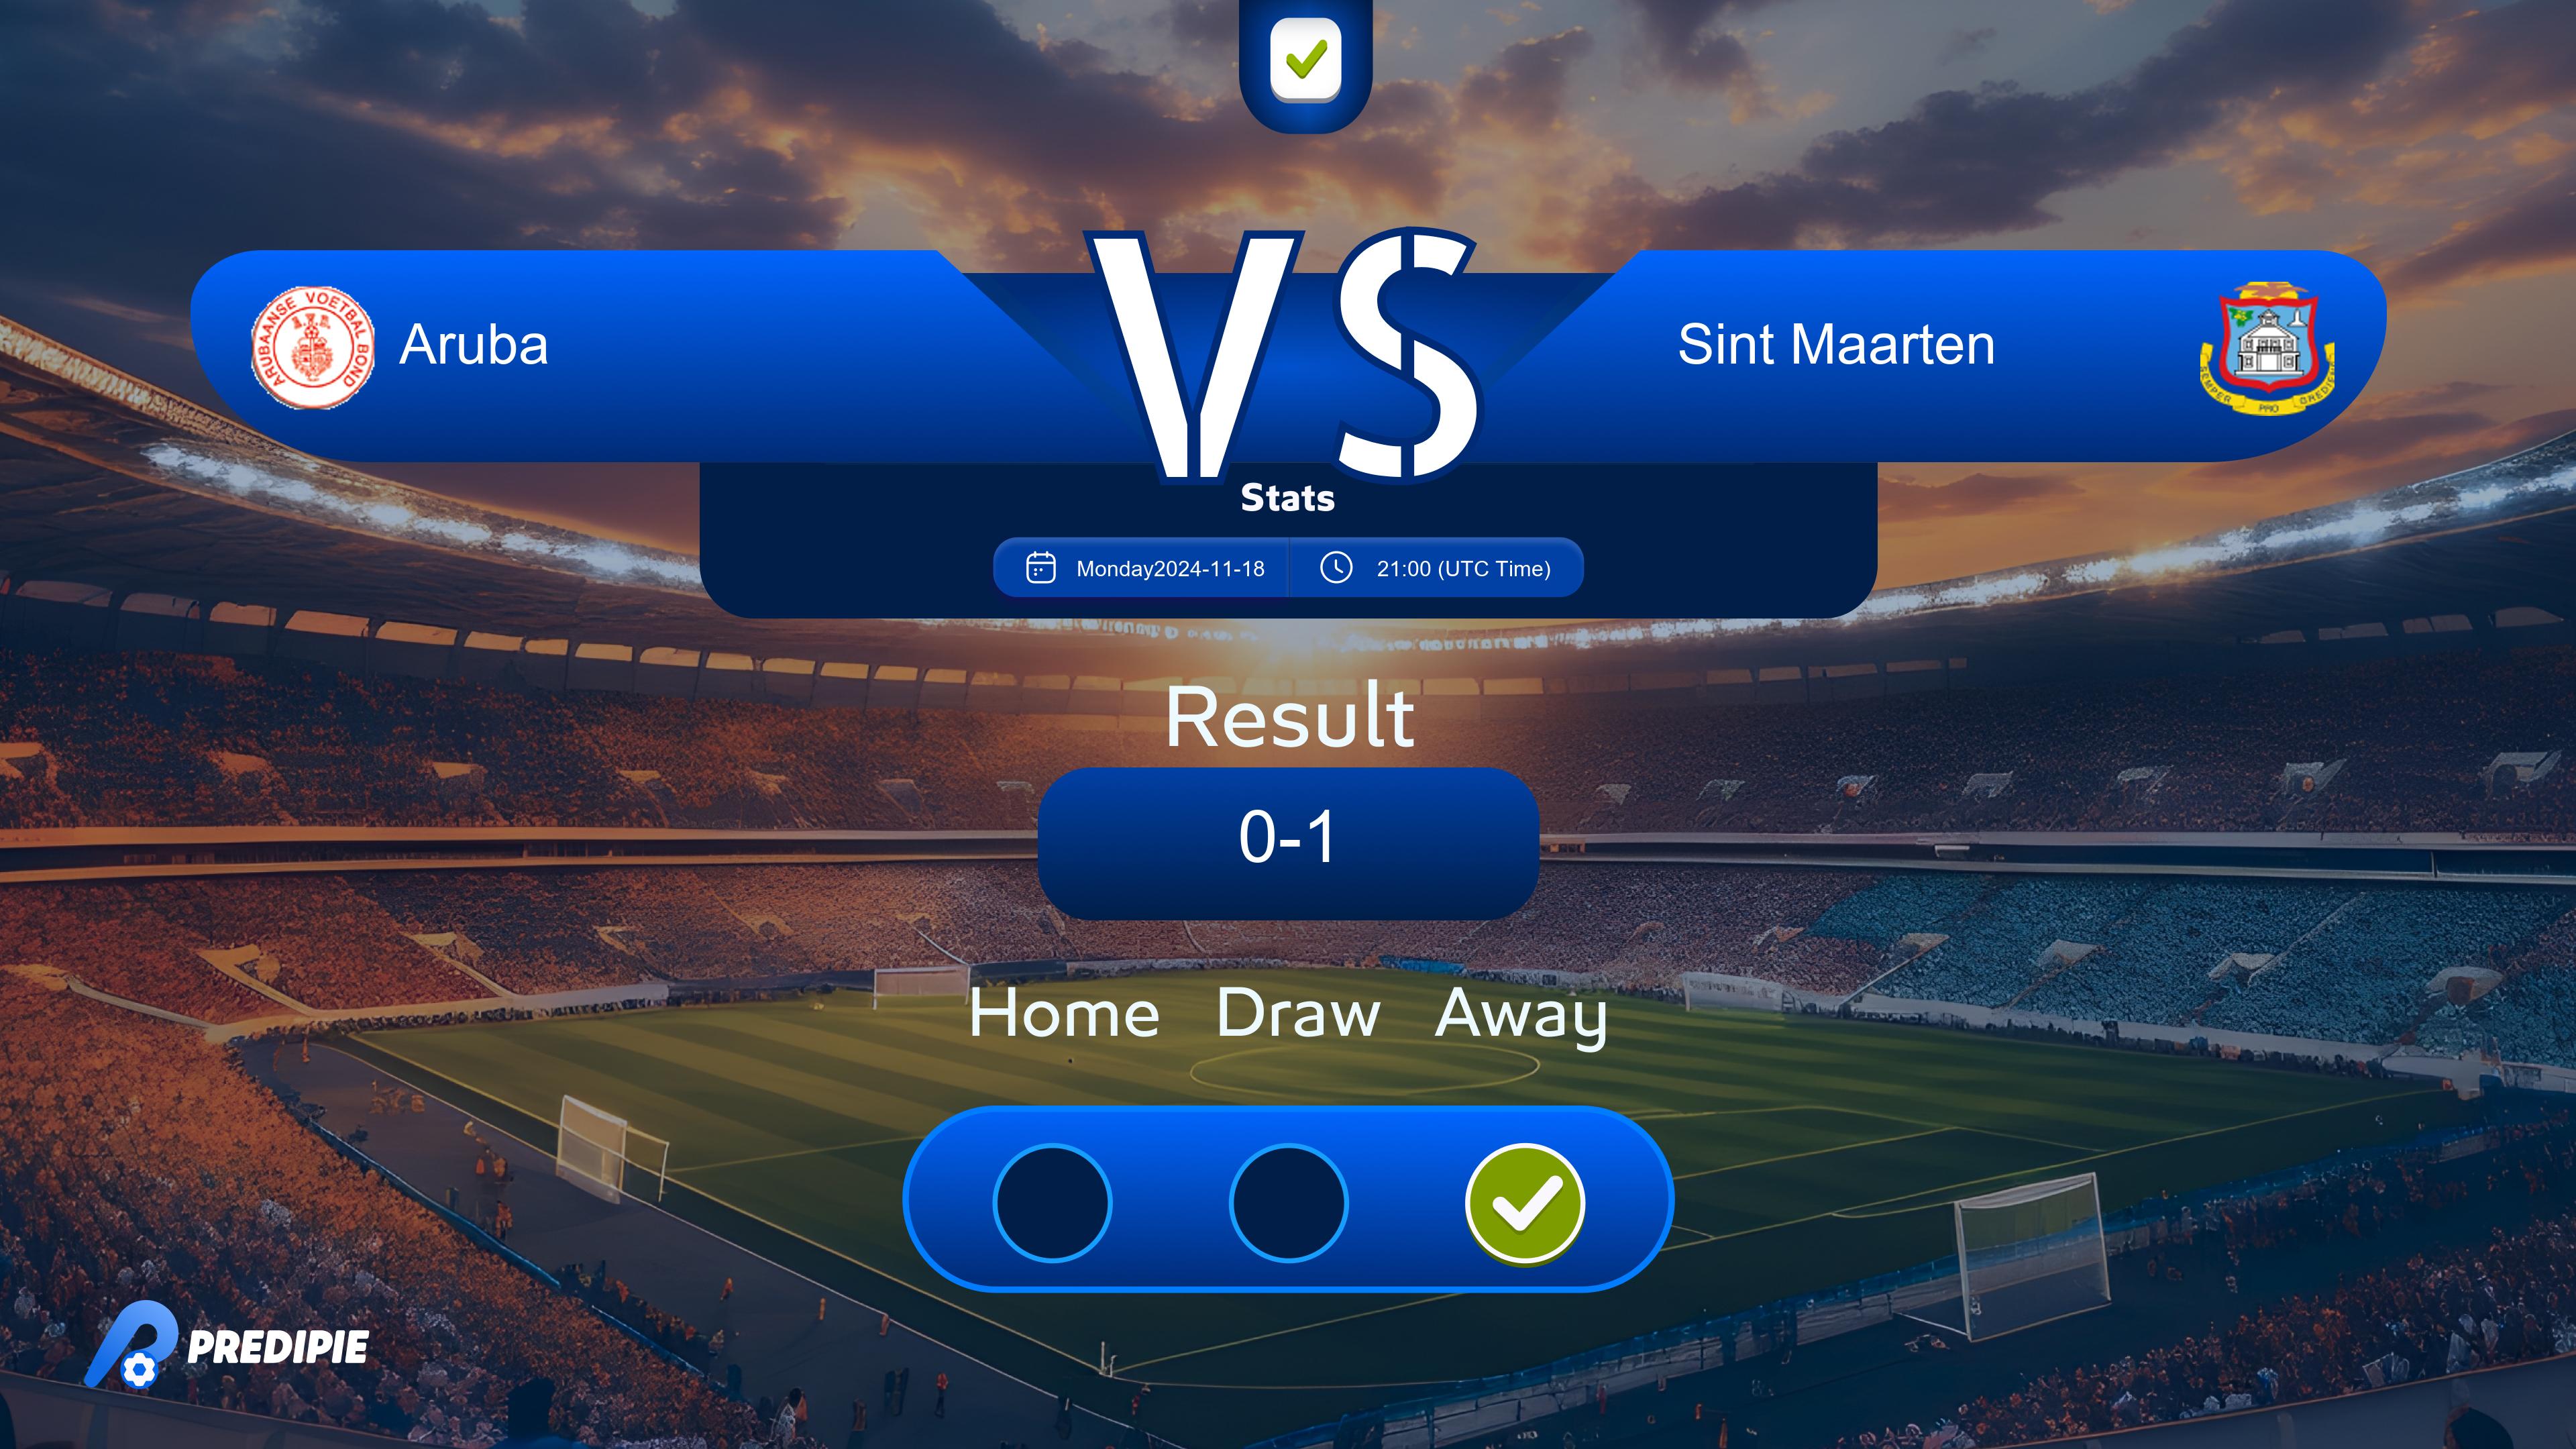 VS
ARUBAANSE VOETBAL BOND
A.V.B.
Aruba
Sint Maarten
SEMPER PRO GREDIENS
Stats
Monday2024-11-18
21:00 (UTC Time)
Result
0-1
Home Draw Away
PREDIPIE